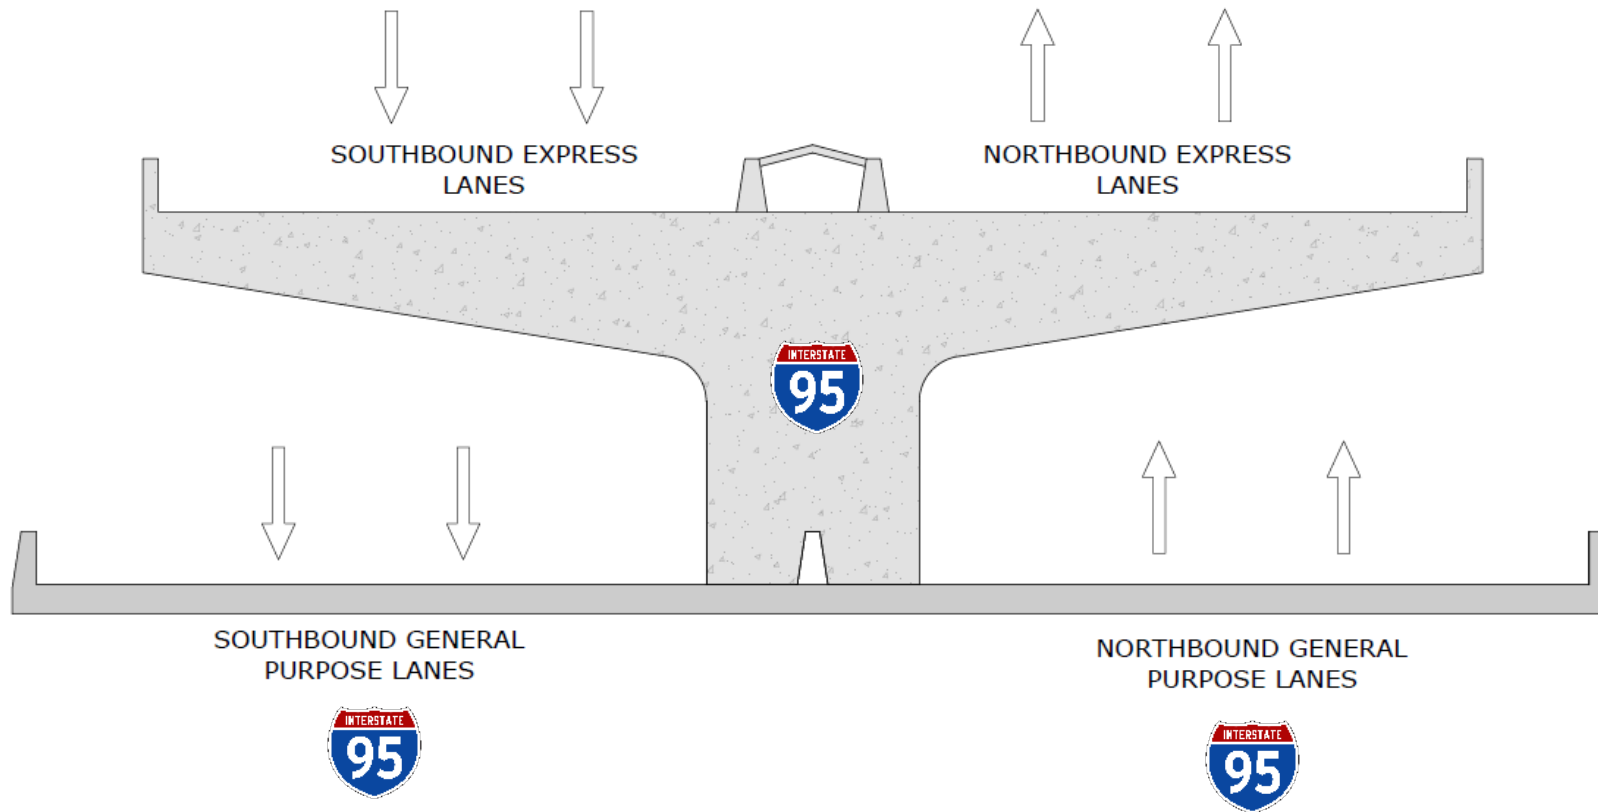 SOUTHBOUND EXPRESS
LANES
NORTHBOUND EXPRESS
LANES
INTERSTATE
95
SOUTHBOUND GENERAL
PURPOSE LANES
NORTHBOUND GENERAL
PURPOSE LANES
INTERSTATE
95
INTERSTATE
95